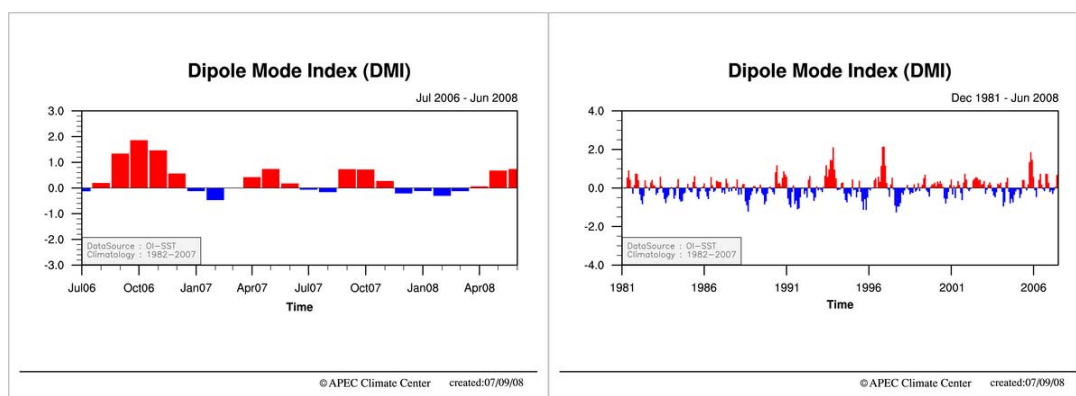 Dipole Mode Index (DMI)
Jul 2006 - Jun 2008
3.0
2.0
1.0
0.0
-1.0
-2.0
-3.0
DataSource : OI-SST
Climatology : 1982-2007
Jul06 Oct06 Jan07 Apr07 Jul07 Oct07 Jan08 Apr08
Time
©APEC Climate Center created:07/09/08
Dipole Mode Index (DMI)
Dec 1981 - Jun 2008
4.0
2.0
0.0
-2.0
-4.0
DataSource : OI-SST
Climatology : 1982-2007
1981 1986 1991 1996 2001 2006
Time
©APEC Climate Center created:07/09/08